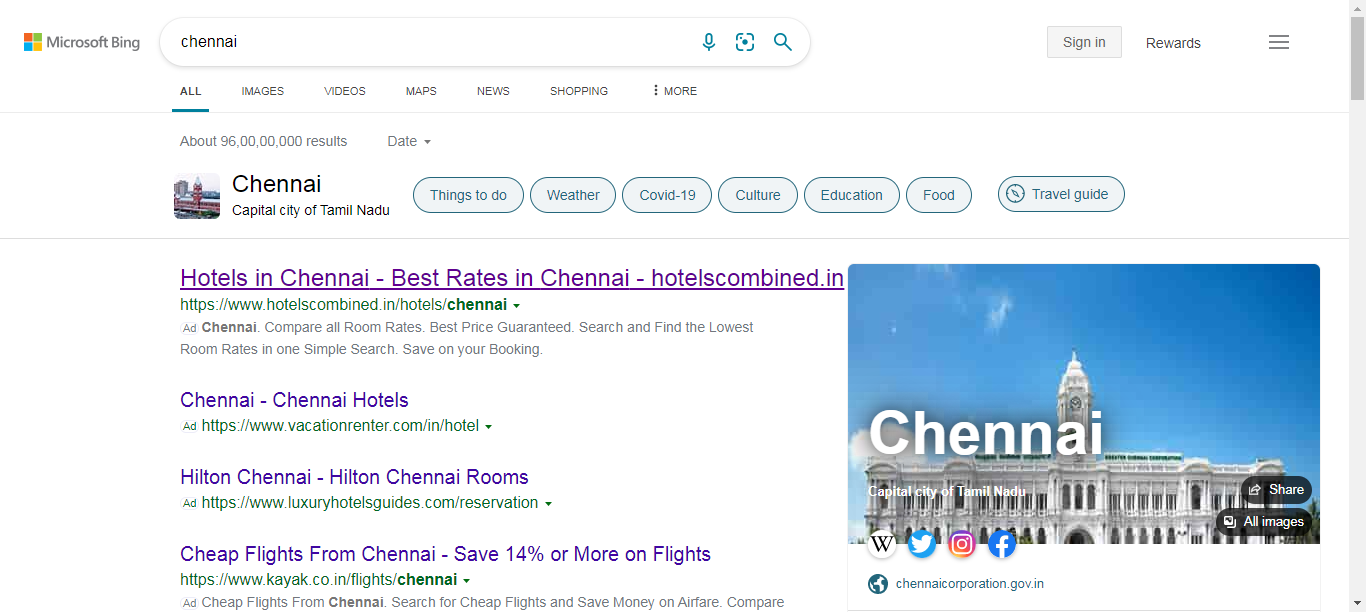 Microsoft Bing
chennai
Sign in
Rewards
ALL
IMAGES
VIDEOS
MAPS
NEWS
SHOPPING
MORE
About 96,00,00,000 results
Date
Chennai
Capital city of Tamil Nadu
Things to do
Weather
Covid-19
Culture
Education
Food
Travel guide
Hotels in Chennai - Best Rates in Chennai - hotelscombined.in
https://www.hotelscombined.in/hotels/chennai
Ad Chennai. Compare all Room Rates. Best Price Guaranteed. Search and Find the Lowest
Room Rates in one Simple Search. Save on your Booking.
Chennai - Chennai Hotels
Ad https://www.vacationrenter.com/in/hotel
Hilton Chennai - Hilton Chennai Rooms
Ad https://www.luxuryhotelsguides.com/reservation
Cheap Flights From Chennai - Save 14% or More on Flights
https://www.kayak.co.in/flights/chennai
Ad Cheap Flights From Chennai. Search for Cheap Flights and Save Money on Airfare. Compare
Chennai
GREATER CHENNAI CORPORATION
Capital city of Tamil Nadu
Share
All images
W
chennaicorporation.gov.in